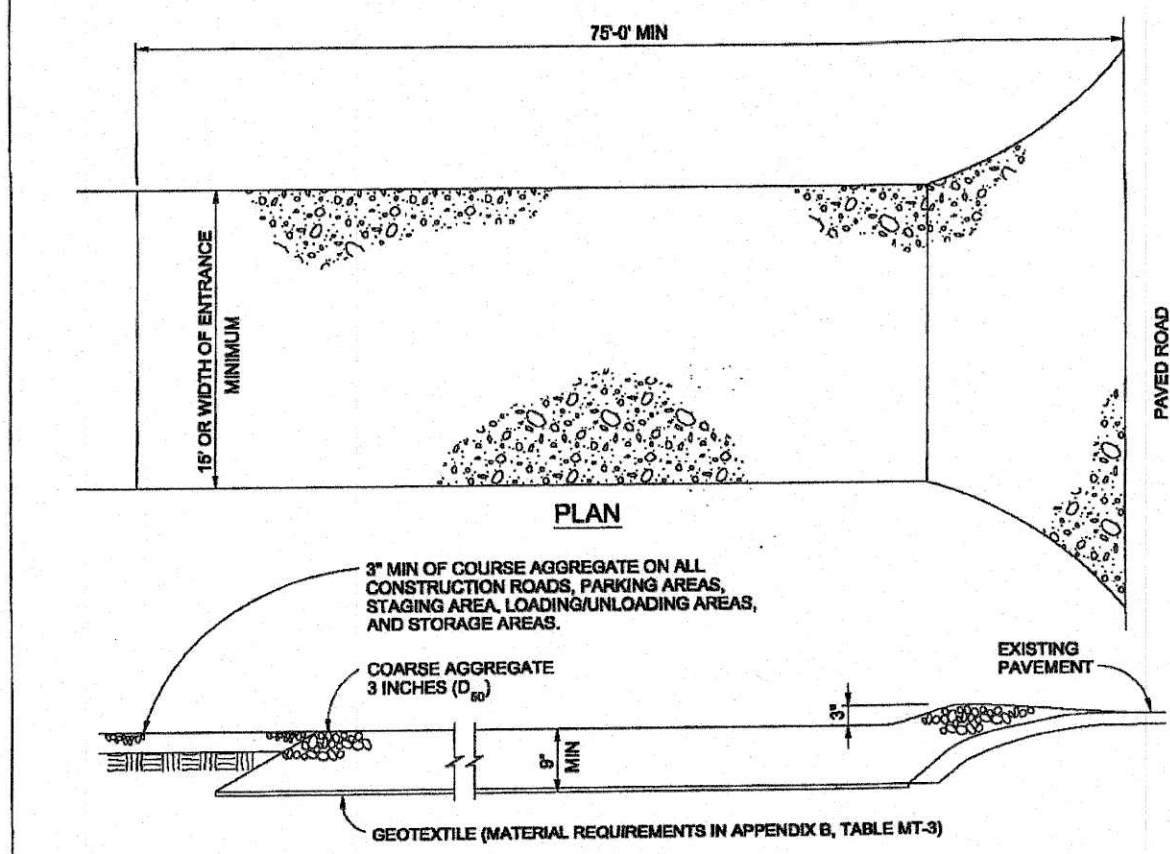 75'-0' MIN
15' OR WIDTH OF ENTRANCE
MINIMUM
PAVED ROAD
PLAN
3" MIN OF COURSE AGGREGATE ON ALL
CONSTRUCTION ROADS, PARKING AREAS,
STAGING AREA, LOADING/UNLOADING AREAS,
AND STORAGE AREAS.
COARSE AGGREGATE
3 INCHES (D50)
EXISTING
PAVEMENT
3"
9"
MIN
GEOTEXTILE (MATERIAL REQUIREMENTS IN APPENDIX B, TABLE MT-3)